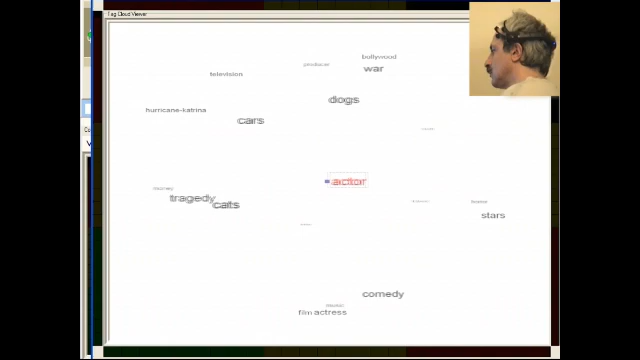 Tag Cloud Viewer
bollywood
producer
war
television
dogs
hurricane-katrina
cars
actor
money
tragedy
cats
stars
comedy
film actress